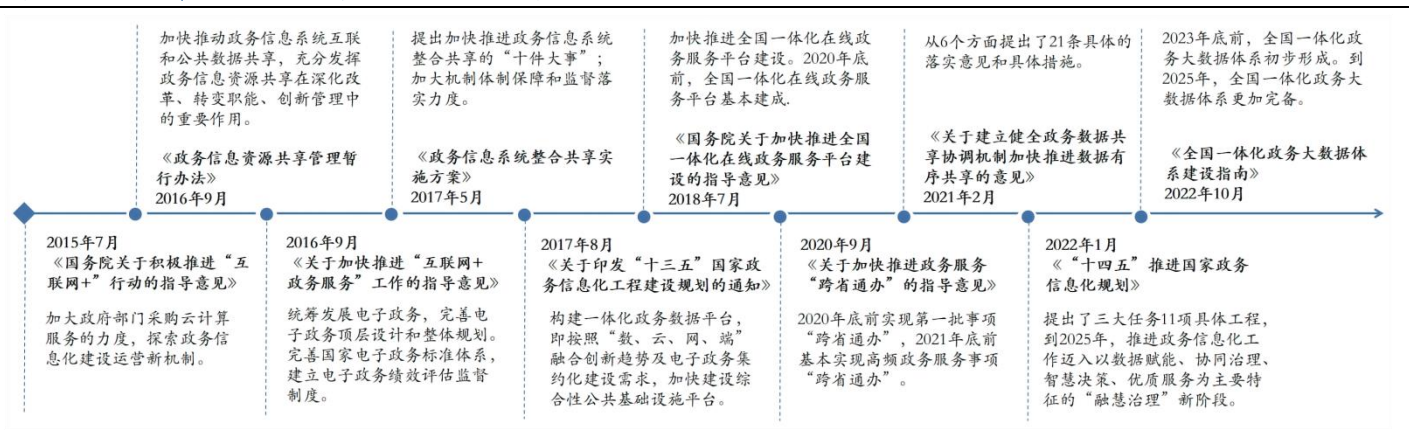 加快推动政务信息系统互联
和公共数据共享，充分发挥
政务信息资源共享在深化改
革、转变职能、创新管理中
的重要作用。
《政务信息资源共享管理暂
行办法》
2016年9月
提出加快推进政务信息系统
整合共享的“十件大事”；
加大机制体制保障和监督落
实力度。
《政务信息系统整合共享实
施方案》
2017年5月
加快推进全国一体化在线政
务服务平台建设。2020年底
前，全国一体化在线政务服
务平台基本建成.
《国务院关于加快推进全国
一体化在线政务服务平台建
设的指导意见》
2018年7月
从6个方面提出了21条具体的
落实意见和具体措施。
《关于建立健全政务数据共
享协调机制加快推进数据有
序共享的意见》
2021年2月
2023年底前，全国一体化政
务大数据体系初步形成。到
2025年，全国一体化政务大
数据体系更加完备。
《全国一体化政务大数据体
系建设指南》
2022年10月
2015年7月
《国务院关于积极推进“互
联网+”行动的指导意见》
加大政府部门采购云计算
服务的力度，探索政务信
息化建设运营新机制。
2016年9月
《关于加快推进“互联网+
政务服务”工作的指导意见》
统筹发展电子政务，完善电
子政务顶层设计和整体规划。
完善国家电子政务标准体系，
建立电子政务绩效评估监督
制度。
2017年8月
《关于印发“十三五”国家政
务信息化工程建设规划的通知》
构建一体化政务数据平台，
即按照“数、云、网、端”
融合创新趋势及电子政务集
约化建设需求，加快建设综
合性公共基础设施平台。
2020年9月
《关于加快推进政务服务
“跨省通办”的指导意见》
2020年底前实现第一批事项
“跨省通办”，2021年底前
基本实现高频政务服务事项
“跨省通办”。
2022年1月
《“十四五”推进国家政务
信息化规划》
提出了三大任务11项具体工程，
到2025年，推进政务信息化工
作迈入以数据赋能、协同治理、
智慧决策、优质服务为主要特
征的“融慧治理”新阶段。